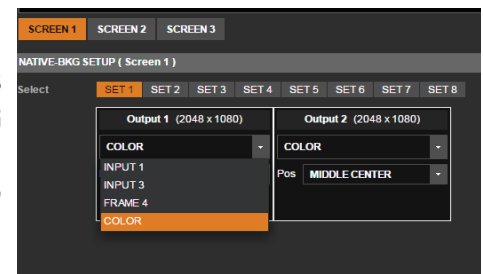 SCREEN 1 SCREEN 2 SCREEN 3
NATIVE-BKG SETUP ( Screen 1 )
Select SET 1 SET 2 SET 3 SET 4 SET 5 SET 6 SET 7 SET 8
Output 1 (2048 x 1080) Output 2 (2048 x 1080)
COLOR COLOR
INPUT 1
Pos MIDDLE CENTER
INPUT 3
FRAME 4
COLOR